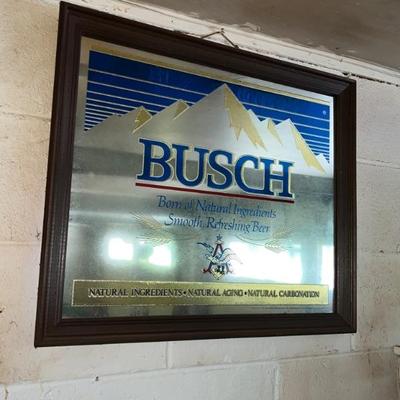 BUSCH
Born of Natural Ingredients
Smooth, Refreshing Beer
NATURAL INGREDIENTS • NATURAL AGING • NATURAL CARBONATION